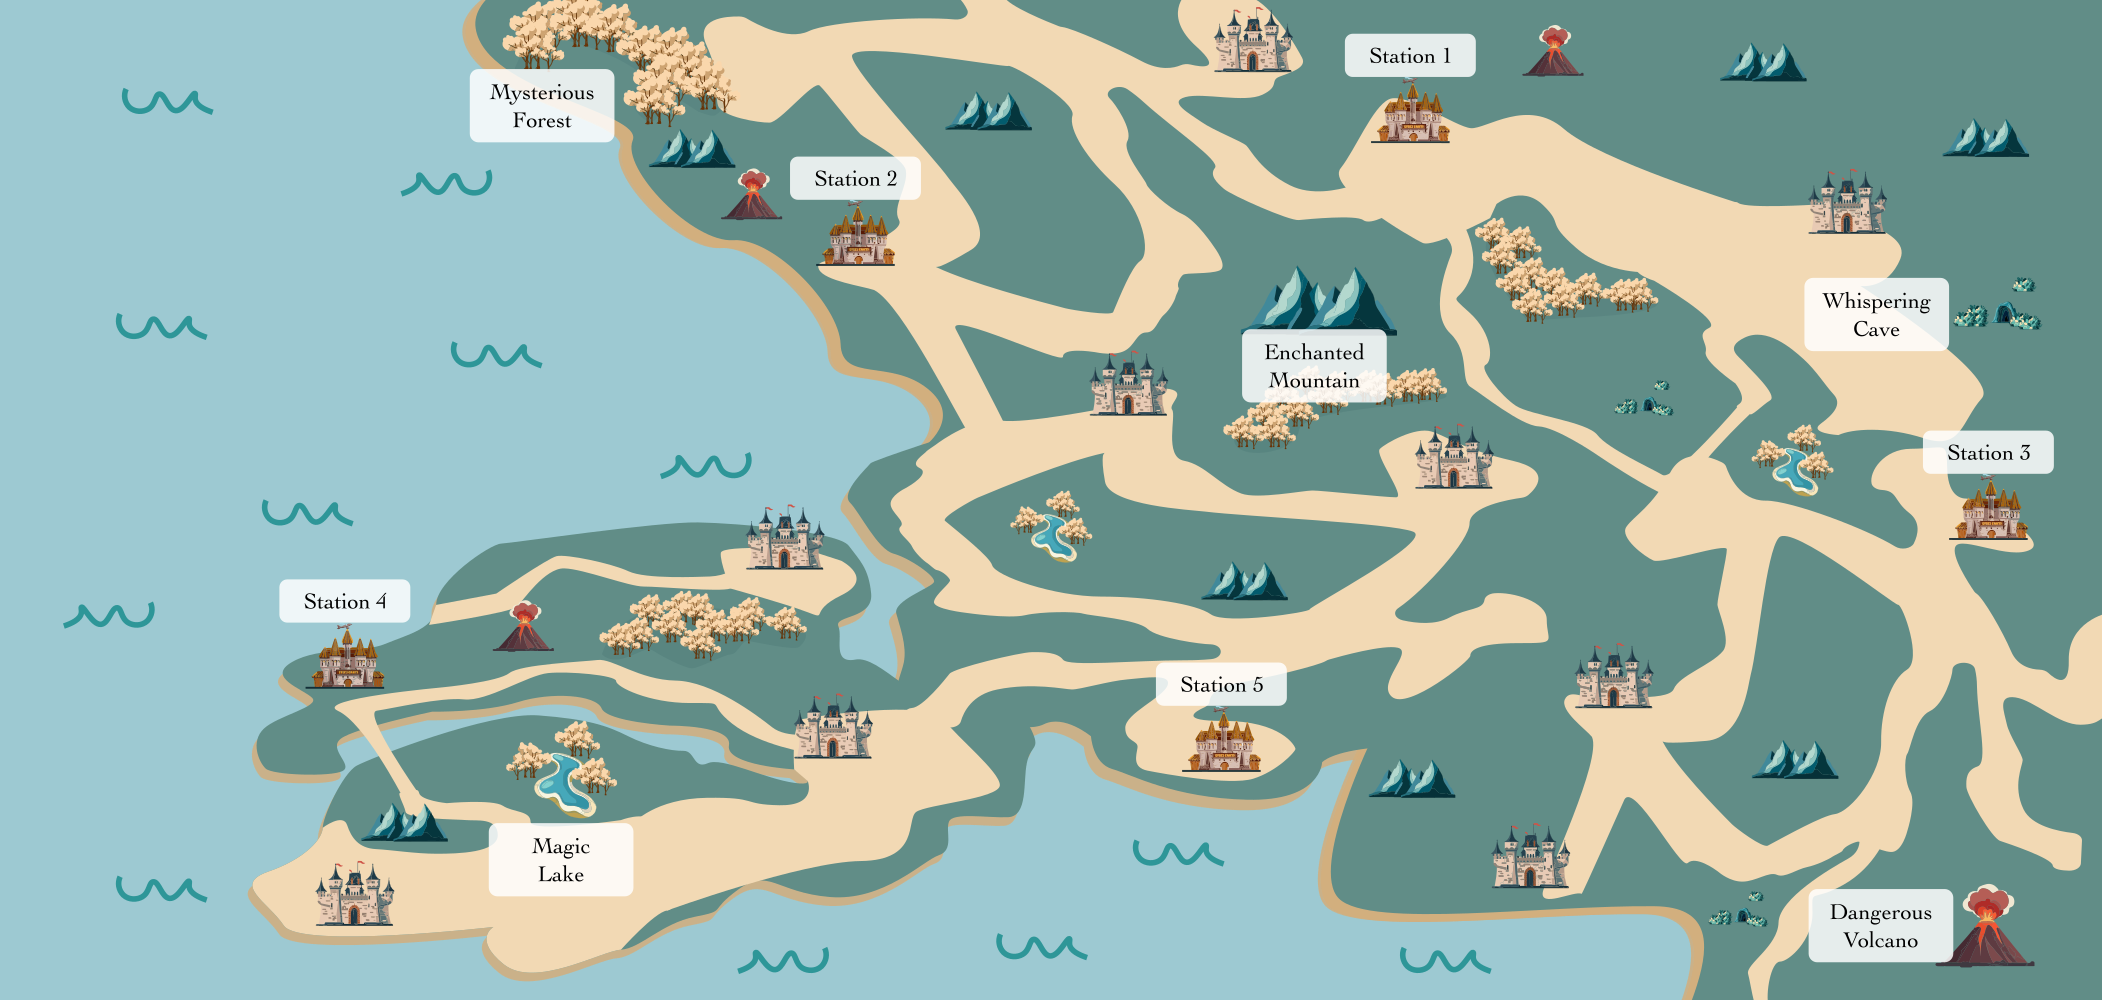 Station 1
Mysterious
Forest
Station 2
Whispering
Cave
Enchanted
Mountain
Station 3
Station 4
Station 5
Magic
Lake
Dangerous
Volcano